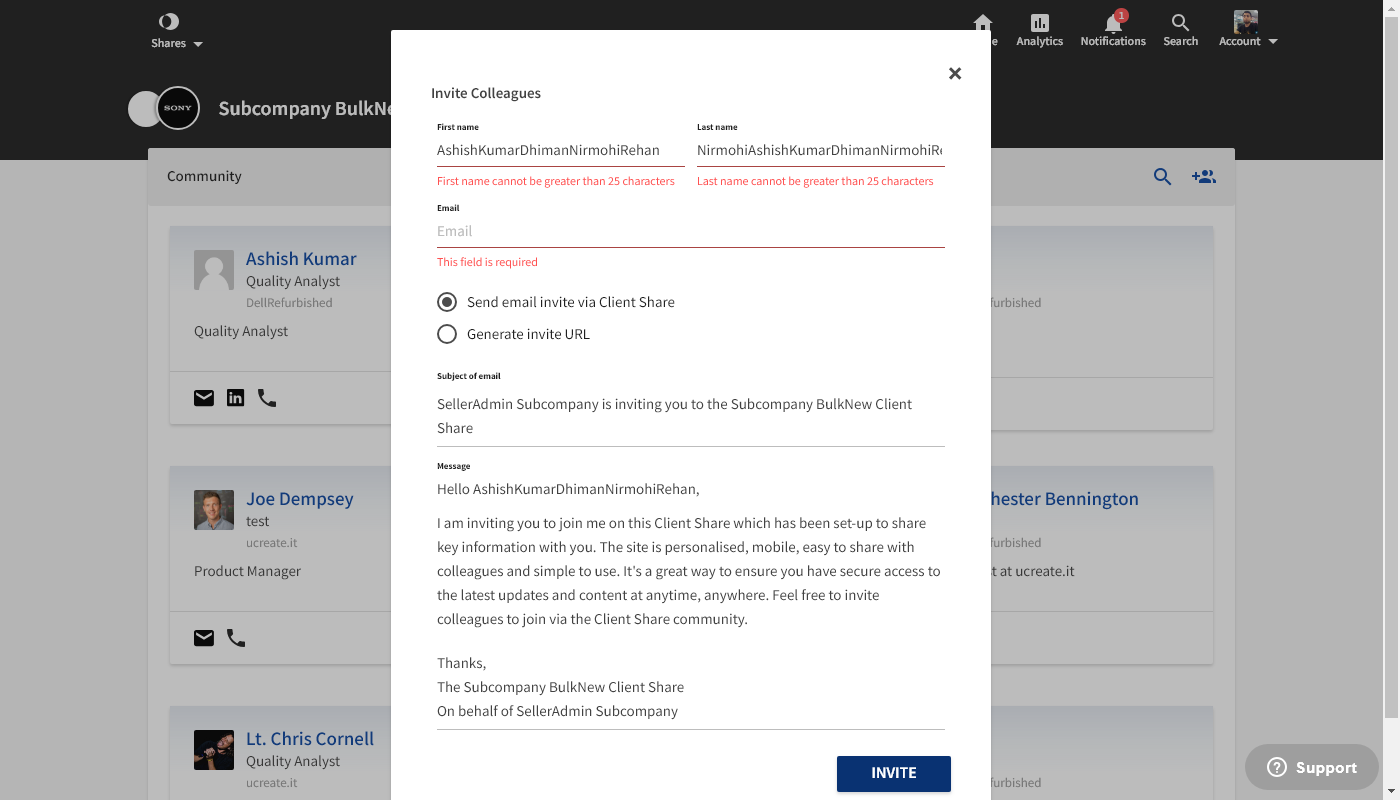 Shares
Analytics
1
Notifications
Search
Account
SONY
Subcompany BulkNe
Community
Ashish Kumar
Quality Analyst
DellRefurbished
Quality Analyst
Joe Dempsey
test
ucreate.it
Product Manager
Lt. Chris Cornell
Quality Analyst
ucreate.it
Invite Colleagues
First name
Last name
AshishKumarDhimanNirmohiRehan
NirmohiAshishKumarDhimanNirmohiRe
First name cannot be greater than 25 characters
Last name cannot be greater than 25 characters
Email
Email
This field is required
Send email invite via Client Share
Generate invite URL
Subject of email
SellerAdmin Subcompany is inviting you to the Subcompany BulkNew Client
Share
Message
Hello AshishKumarDhimanNirmohiRehan,
I am inviting you to join me on this Client Share which has been set-up to share
key information with you. The site is personalised, mobile, easy to share with
colleagues and simple to use. It's a great way to ensure you have secure access to
the latest updates and content at anytime, anywhere. Feel free to invite
colleagues to join via the Client Share community.
Thanks,
The Subcompany BulkNew Client Share
On behalf of SellerAdmin Subcompany
INVITE
furbished
hester Bennington
furbished
t at ucreate.it
furbished
Support